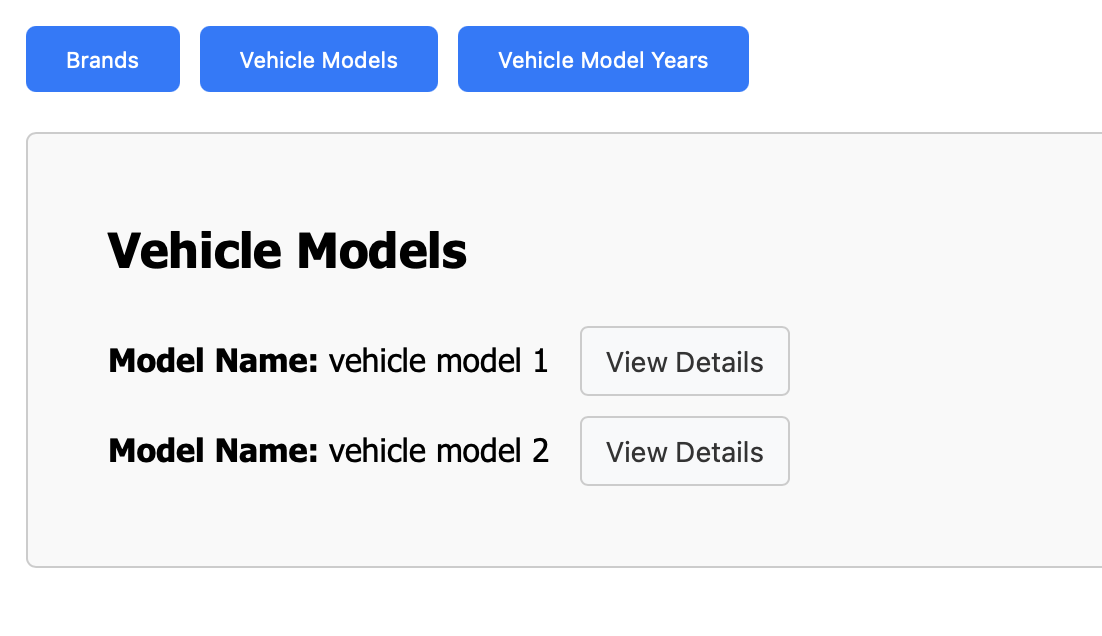 Brands Vehicle Models Vehicle Model Years
Vehicle Models
Model Name: vehicle model 1 View Details
Model Name: vehicle model 2 View Details